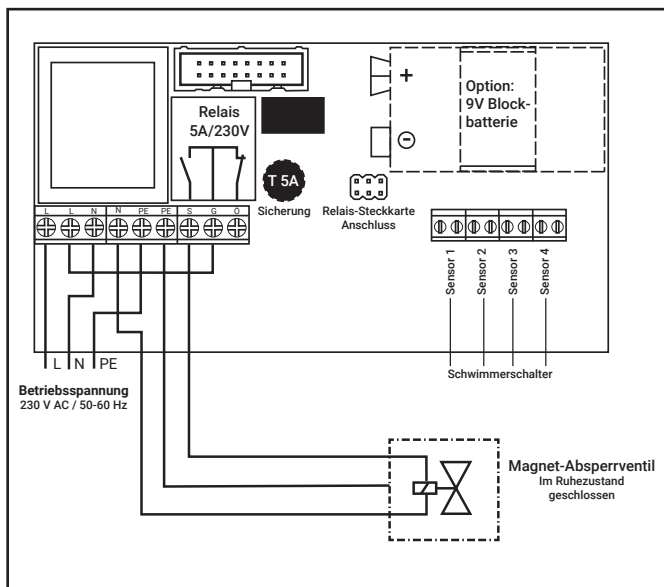 Relais
5A/230V
+
Option:
9V Block-
batterie
T 5A
Sicherung
Relais-Steckkarte
Anschluss
L L N N PE PE S G O
Sensor 1
Sensor 2
Sensor 3
Sensor 4
L N PE
Schwimmerschalter
Betriebsspannung
230 V AC / 50-60 Hz
Magnet-Absperrventil
Im Ruhezustand
geschlossen